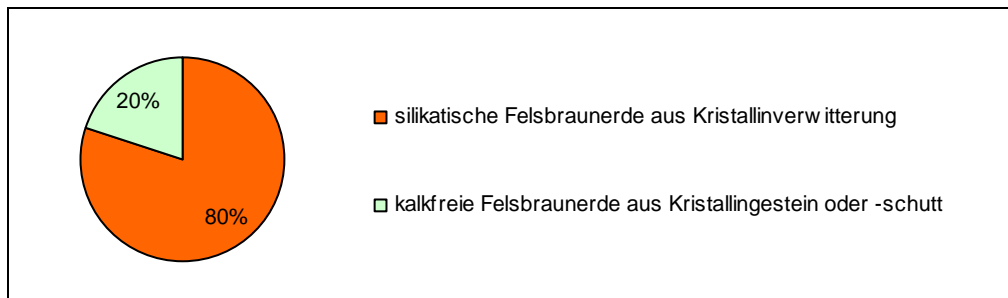 20%
silikatische Felsbraunerde aus Kristallinverwitterung
kalkfreie Felsbraunerde aus Kristallingestein oder -schutt
80%